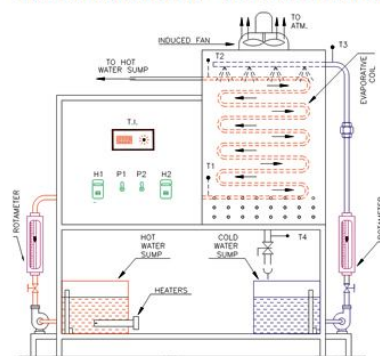 TO
ATM.
INDUCED FAN
T3
TO HOT
WATER SUMP
T2
EVAPORATIVE
COIL
T.I.
H1 P1 P2 H2
T1
ROTAMETER
T4
HOT
WATER
SUMP
COLD
WATER
SUMP
HEATERS